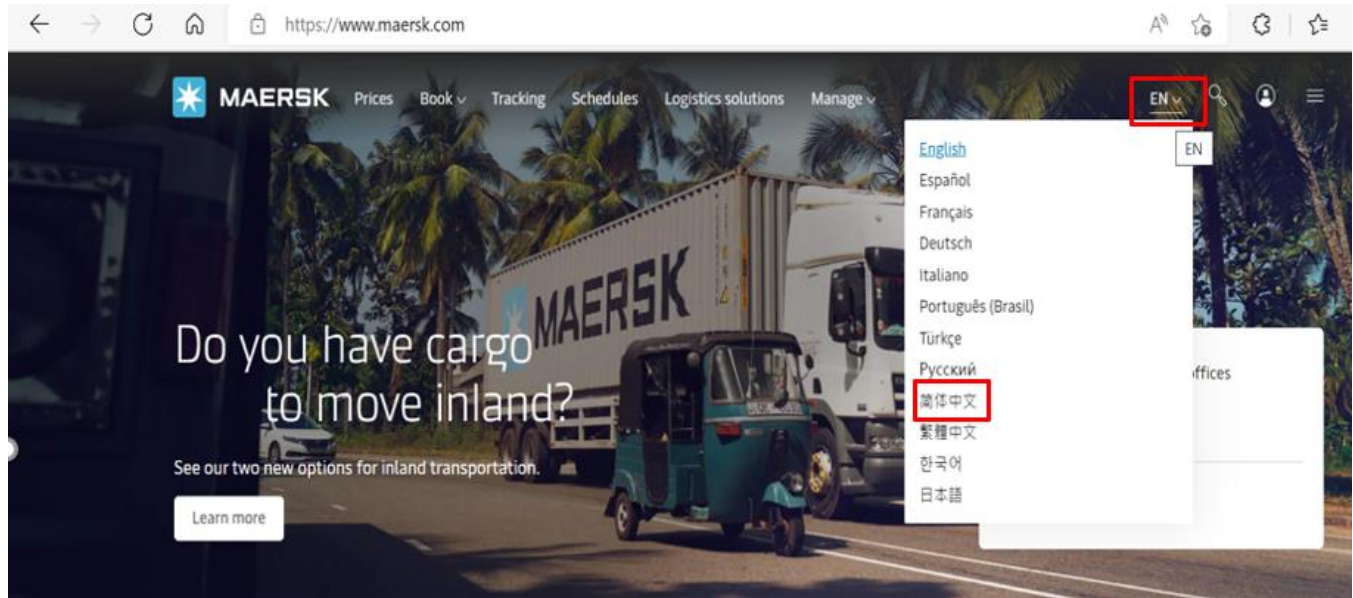 https://www.maersk.com
MAERSK Prices Book Tracking Schedules Logistics solutions Manage EN
EN
English
Español
Français
Deutsch
Italiano
Português (Brasil)
Türkçe
Русский
简体中文
繁體中文
한국어
日本語
MAERSK
Do you have cargo
to move inland?
See our two new options for inland transportation.
Learn more
ffices